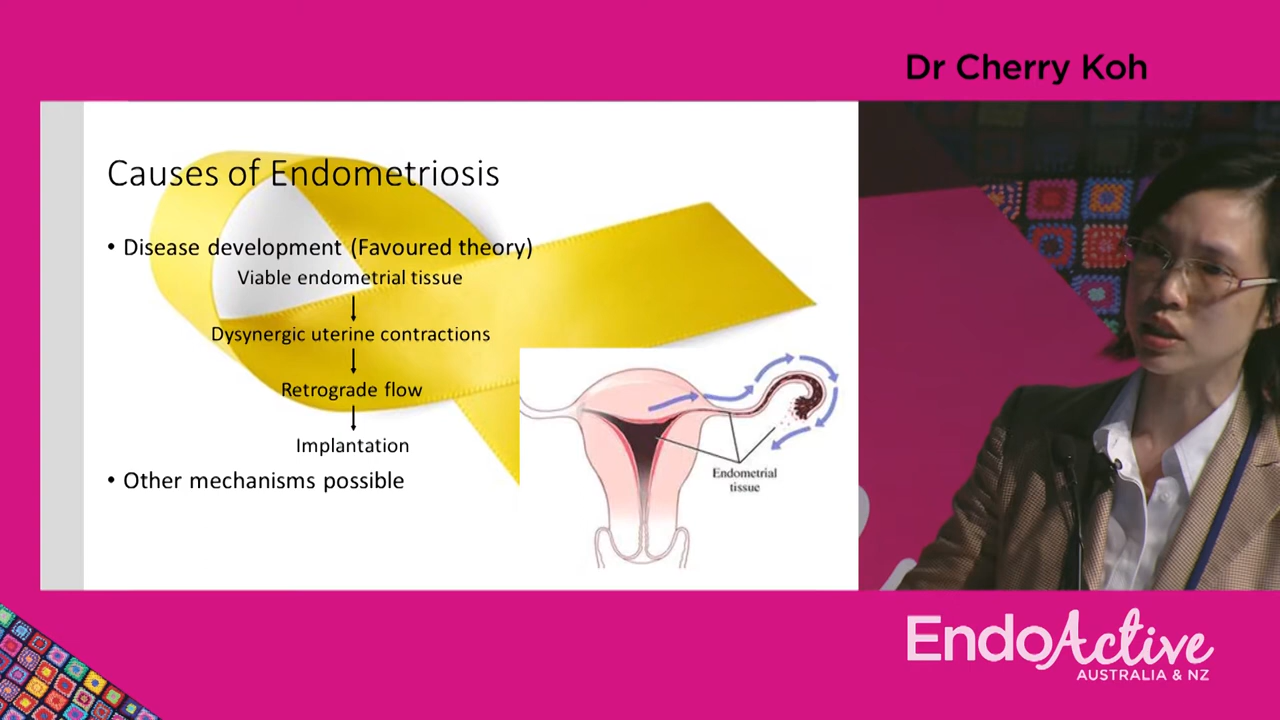 Dr Cherry Koh
Causes of Endometriosis
• Disease development (Favoured theory)
Viable endometrial tissue
Dysynergic uterine contractions
Retrograde flow
Implantation
• Other mechanisms possible
Endometrial
tissue
EndoActive
AUSTRALIA & NZ